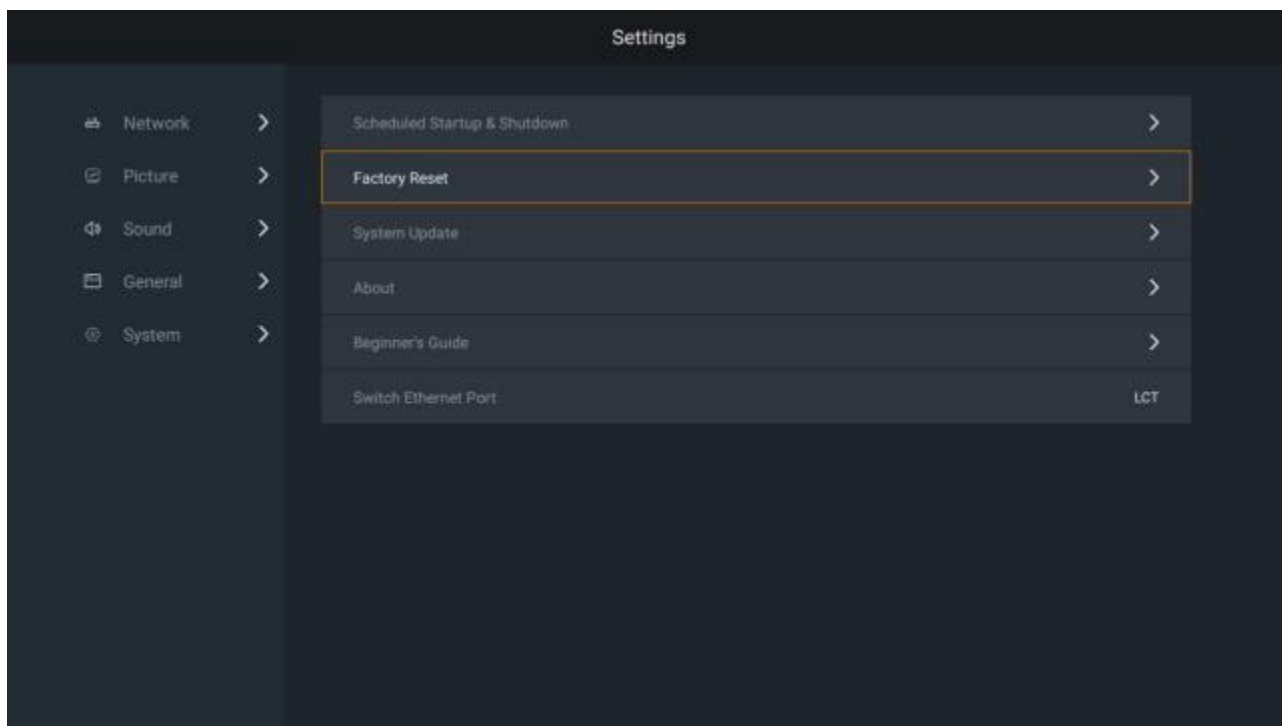 Settings
Network
Picture
Sound
General
System
Scheduled Startup & Shutdown
Factory Reset
System Update
About
Beginner's Guide
Switch Ethernet Port LCT